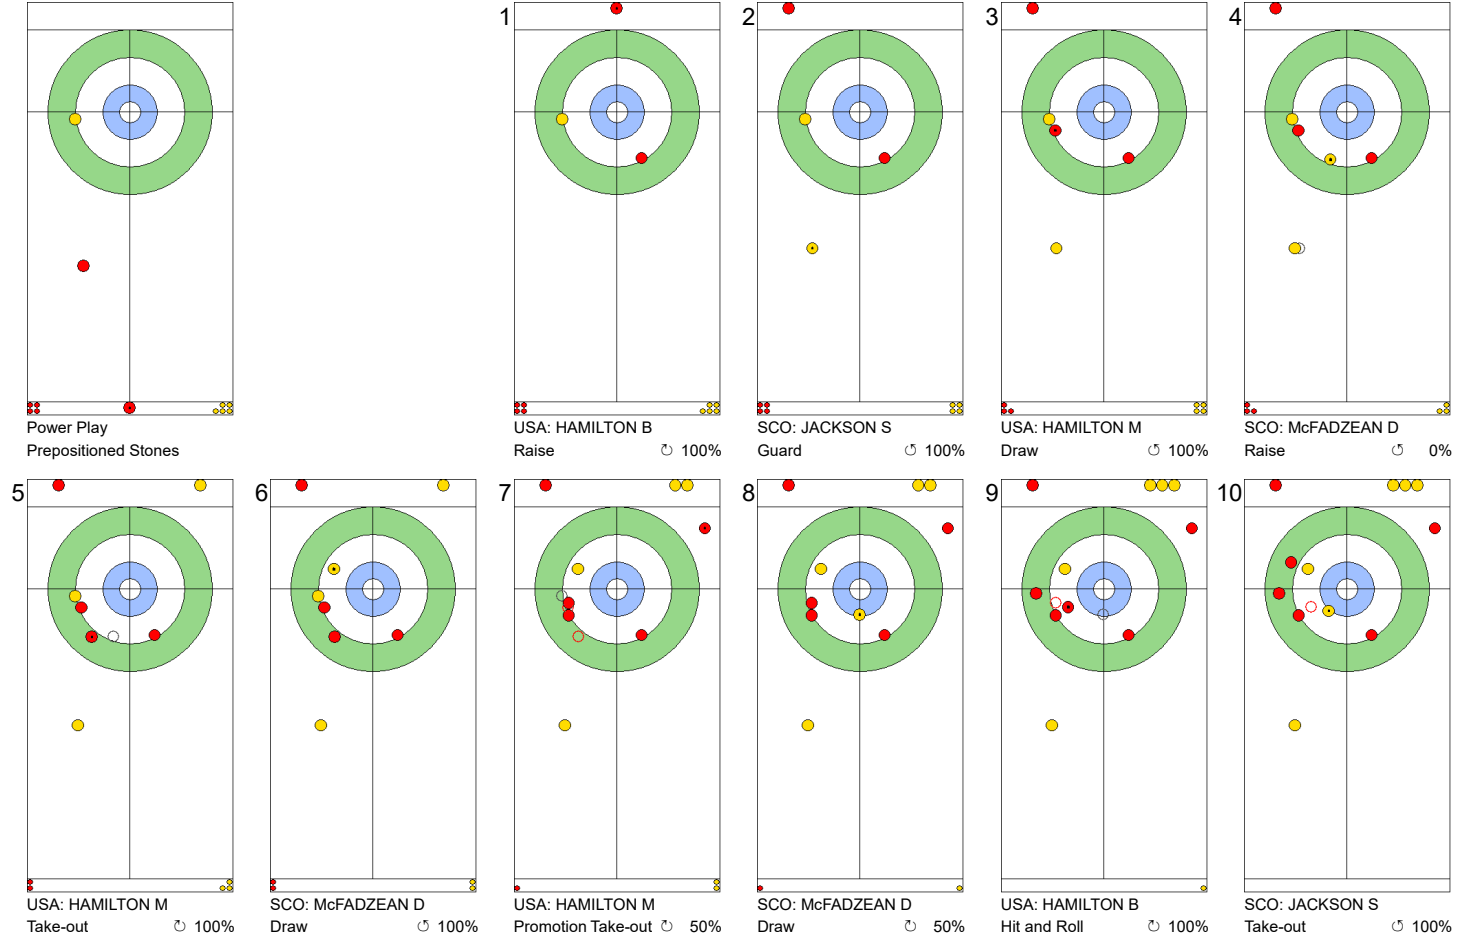 Power Play
Prepositioned Stones
1
USA: HAMILTON B
Raise ↻ 100%
2
SCO: JACKSON S
Guard ↺ 100%
3
USA: HAMILTON M
Draw ↺ 100%
4
SCO: McFADZEAN D
Raise ↺ 0%
5
USA: HAMILTON M
Take-out ↻ 100%
6
SCO: McFADZEAN D
Draw ↻ 100%
7
USA: HAMILTON M
Promotion Take-out ↻ 50%
8
SCO: McFADZEAN D
Draw ↻ 50%
9
USA: HAMILTON B
Hit and Roll ↻ 100%
10
SCO: JACKSON S
Take-out ↻ 100%